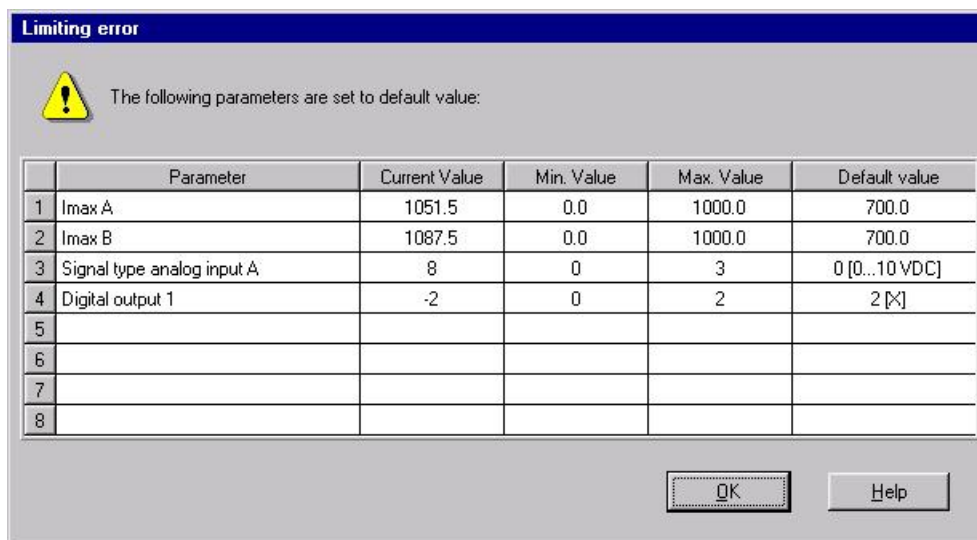 Limiting error
The following parameters are set to default value:
Parameter Current Value Min. Value Max. Value Default value
1 Imax A 1051.5 0.0 1000.0 700.0
2 Imax B 1087.5 0.0 1000.0 700.0
3 Signal type analog input A 8 0 3 0 [0...10 VDC]
4 Digital output 1 -2 0 2 2 [X]
5
6
7
8
OK Help